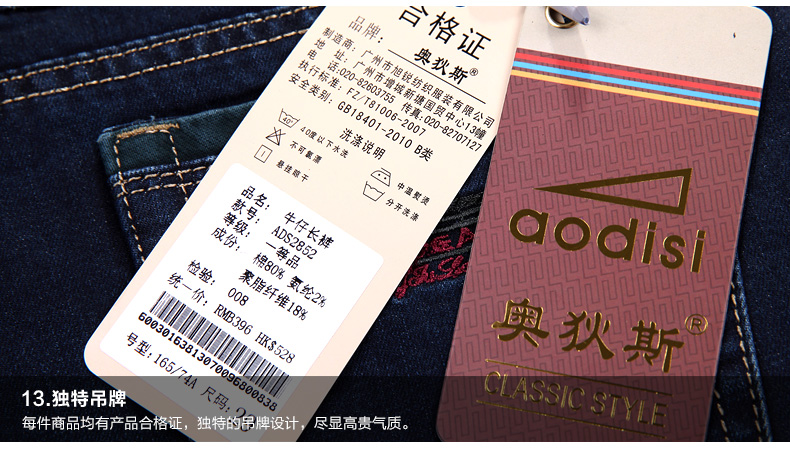 合格证
品牌：奥狄斯®
制造商：广州市旭锐纺织服装有限公司
地 址：广州市增城新塘国贸中心13幢
电 话:020-82603755 传真:020-82707127
执行标准：FZ/T81006-2007
安全类别：GB18401-2010 B类
洗涤说明
40°
40度以下水洗
中温熨烫
不可氯漂
分开洗涤
悬挂晾干
品名：牛仔长裤
款号：ADS2B52
等级：一等品
成份：棉80% 氨纶2%
聚脂纤维18%
检验：008
统一价：RMB396 HK$528
60030163813070096800838
号型：165/74A 尺码：
aodisi
奥狄斯®
CLASSIC STYLE
13.独特吊牌
每件商品均有产品合格证，独特的吊牌设计，尽显高贵气质。